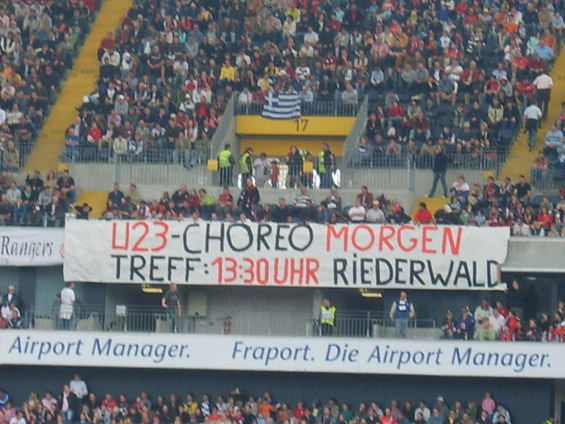 17
Rangers
U23-CHOREO MORGEN
TREFF: 13:30 UHR RIEDERWALD
Airport Manager. Fraport. Die Airport Manager.